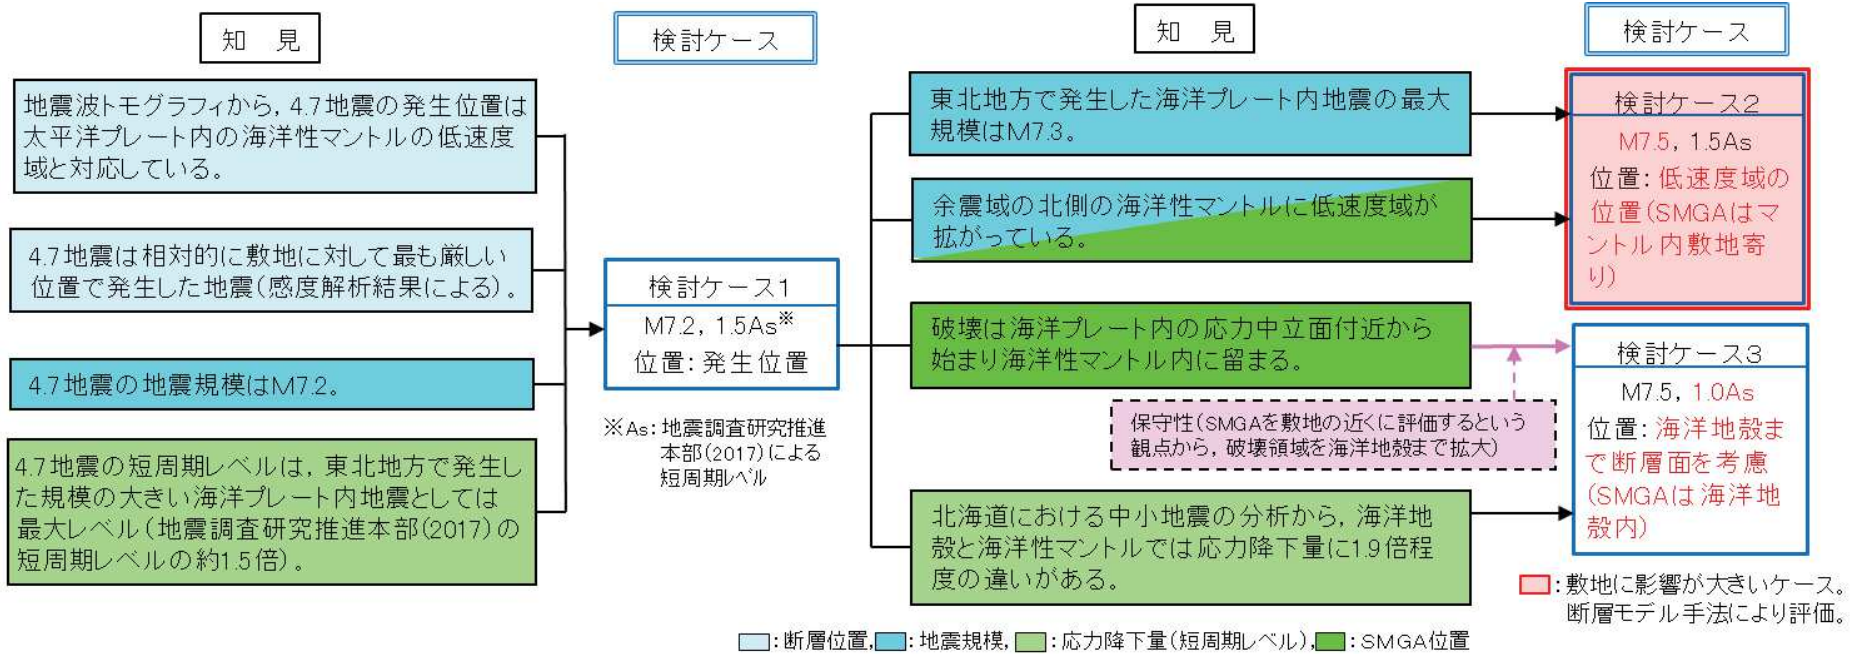 知　見
地震波トモグラフィから，4.7地震の発生位置は
太平洋プレート内の海洋性マントルの低速度
域と対応している。
4.7地震は相対的に敷地に対して最も厳しい
位置で発生した地震(感度解析結果による)。
4.7地震の地震規模はM7.2。
4.7地震の短周期レベルは，東北地方で発生し
た規模の大きい海洋プレート内地震としては
最大レベル(地震調査研究推進本部(2017)の
短周期レベルの約1.5倍)。
検討ケース
検討ケース1
M7.2，1.5As※
位置：発生位置
※As：地震調査研究推進
本部(2017)による
短周期レベル
知　見
東北地方で発生した海洋プレート内地震の最大
規模はM7.3。
余震域の北側の海洋性マントルに低速度域が
拡がっている。
破壊は海洋プレート内の応力中立面付近から
始まり海洋性マントル内に留まる。
保守性(SMGAを敷地の近くに評価するという
観点から，破壊領域を海洋地殻まで拡大)
北海道における中小地震の分析から，海洋地
殻と海洋性マントルでは応力降下量に1.9倍程
度の違いがある。
検討ケース
検討ケース2
M7.5，1.5As
位置：低速度域の
位置(SMGAはマ
ントル内敷地寄
り)
検討ケース3
M7.5，1.0As
位置：海洋地殻ま
で断層面を考慮
(SMGAは海洋地
殻内)
：敷地に影響が大きいケース。
断層モデル手法により評価。
：断層位置，：地震規模，：応力降下量(短周期レベル)，：SMGA位置